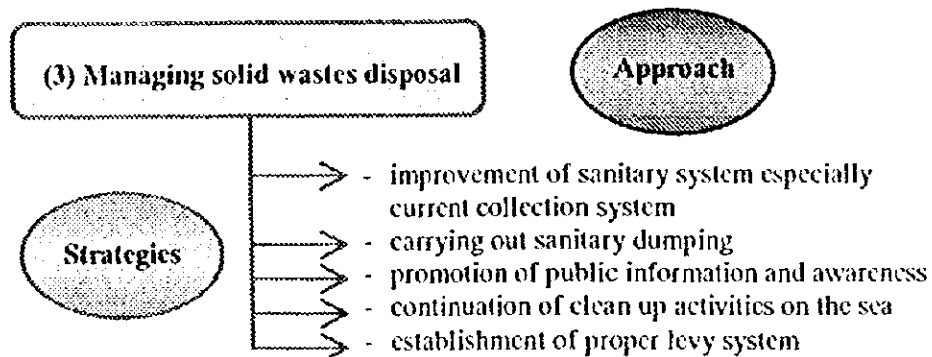 (3) Managing solid wastes disposal
Approach
Strategies
- improvement of sanitary system especially
current collection system
- carrying out sanitary dumping
- promotion of public information and awareness
- continuation of clean up activities on the sea
- establishment of proper levy system